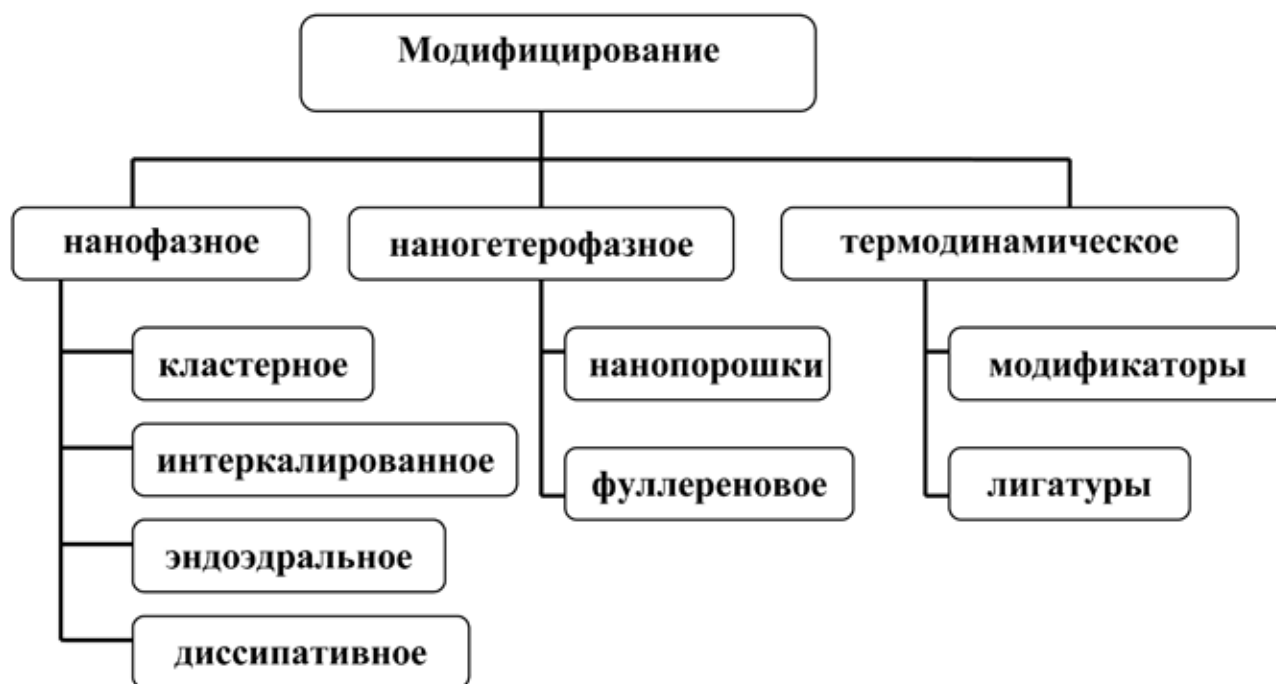 Модифицирование
нанофазное
наногетерофазное
термодинамическое
кластерное
интеркалированное
эндоэдральное
диссипативное
нанопорошки
фуллереновое
модификаторы
лигатуры